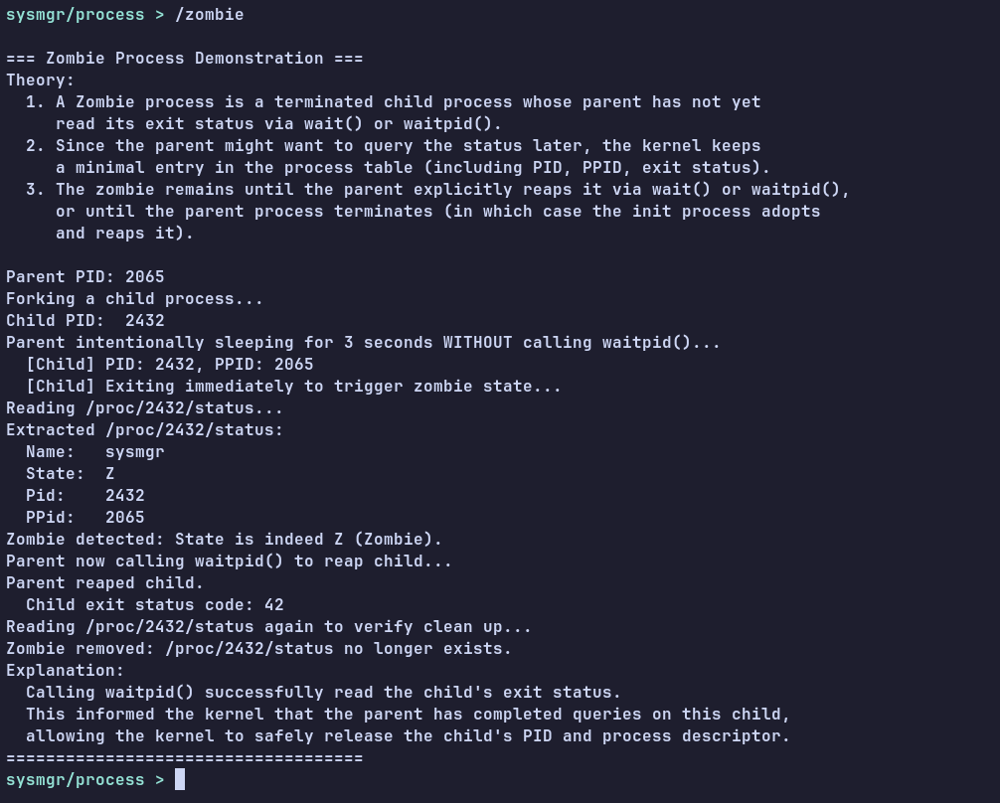 sysmgr/process > /zombie

=== Zombie Process Demonstration ===
Theory:
  1. A Zombie process is a terminated child process whose parent has not yet
     read its exit status via wait() or waitpid().
  2. Since the parent might want to query the status later, the kernel keeps
     a minimal entry in the process table (including PID, PPID, exit status).
  3. The zombie remains until the parent explicitly reaps it via wait() or waitpid(),
     or until the parent process terminates (in which case the init process adopts
     and reaps it).

Parent PID: 2065
Forking a child process...
Child PID:  2432
Parent intentionally sleeping for 3 seconds WITHOUT calling waitpid()...
  [Child] PID: 2432, PPID: 2065
  [Child] Exiting immediately to trigger zombie state...
Reading /proc/2432/status...
Extracted /proc/2432/status:
  Name:   sysmgr
  State:  Z
  Pid:    2432
  PPid:   2065
Zombie detected: State is indeed Z (Zombie).
Parent now calling waitpid() to reap child...
Parent reaped child.
  Child exit status code: 42
Reading /proc/2432/status again to verify clean up...
Zombie removed: /proc/2432/status no longer exists.
Explanation:
  Calling waitpid() successfully read the child's exit status.
  This informed the kernel that the parent has completed queries on this child,
  allowing the kernel to safely release the child's PID and process descriptor.
====================================
sysmgr/process >